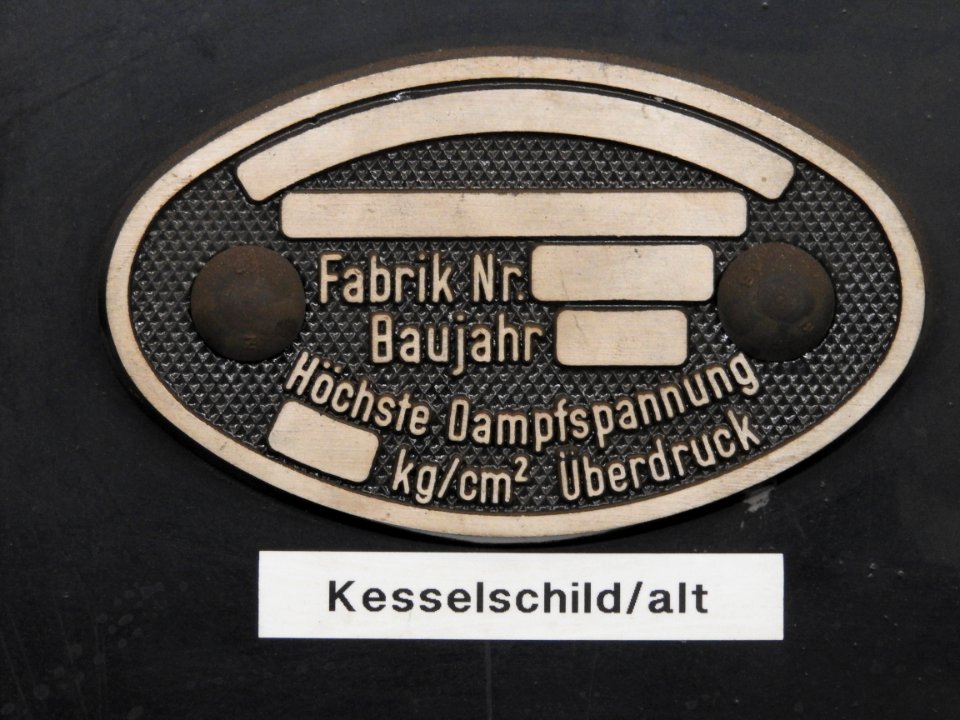 Fabrik Nr.
Baujahr
Höchste Dampfspannung
kg/cm² Überdruck
Kesselschild/alt